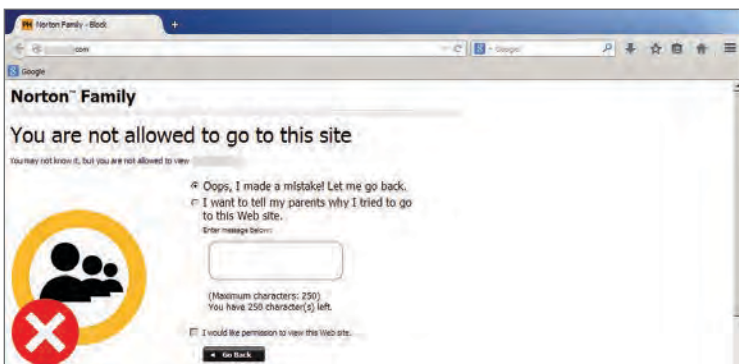 Norton Family - Block
+
com
Google
Google
Norton™ Family
You are not allowed to go to this site
You may not know it, but you are not allowed to view
Oops, I made a mistake! Let me go back.
I want to tell my parents why I tried to go
to this Web site.
Enter message below:
(Maximum characters: 250)
You have 250 character(s) left.
I would like permission to view this Web site.
Go Back